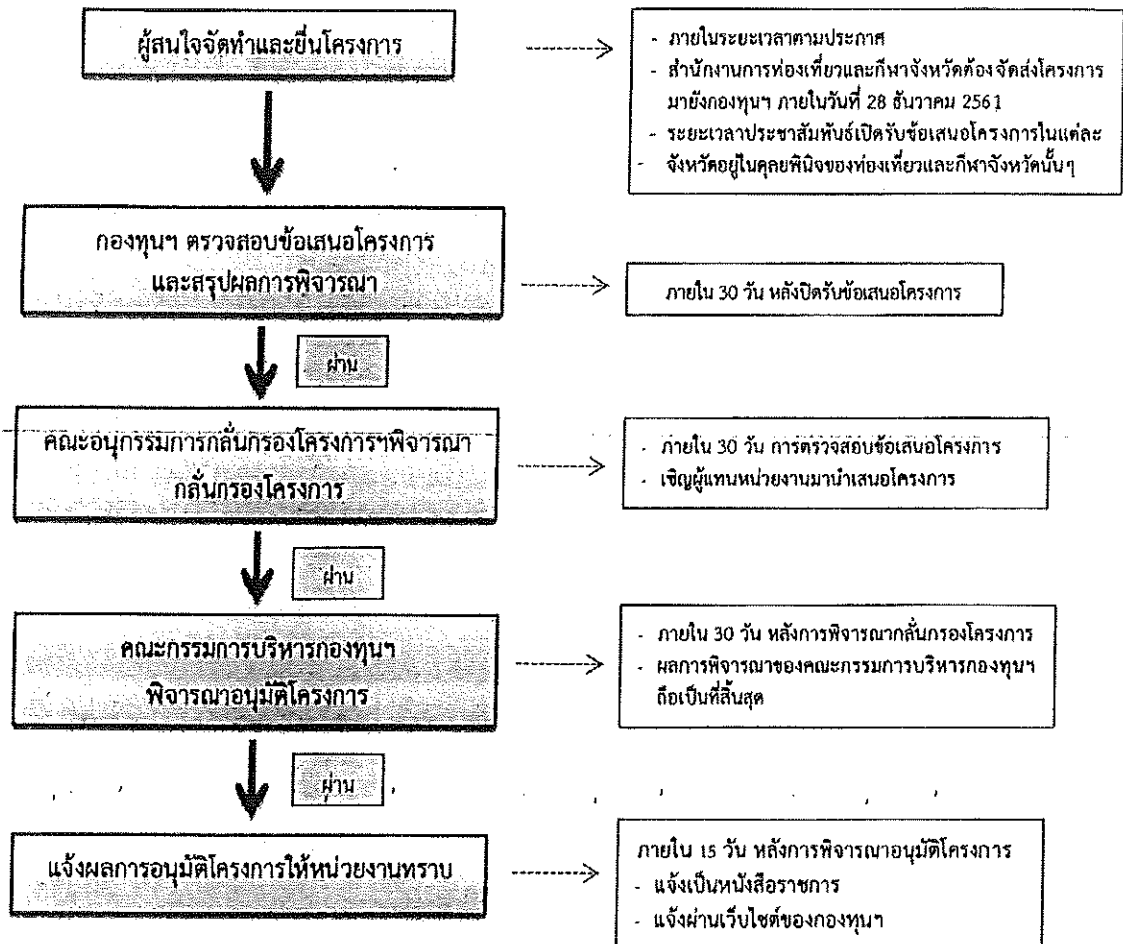 ผู้สนใจจัดทำและยื่นโครงการ
- ภายในระยะเวลาตามประกาศ
- สำนักงานการท่องเที่ยวและกีฬาจังหวัดต้องจัดส่งโครงการ
มายังกองทุนฯ ภายในวันที่ 28 ธันวาคม 2561
- ระยะเวลาประชาสัมพันธ์เปิดรับข้อเสนอโครงการในแต่ละ
- จังหวัดอยู่ในดุลยพินิจของท่องเที่ยวและกีฬาจังหวัดนั้นๆ
กองทุนฯ ตรวจสอบข้อเสนอโครงการ
และสรุปผลการพิจารณา
ภายใน 30 วัน หลังปิดรับข้อเสนอโครงการ
ผ่าน
คณะอนุกรรมการกลั่นกรองโครงการฯพิจารณา
กลั่นกรองโครงการ
- ภายใน 30 วัน การตรวจสอบข้อเสนอโครงการ
- เชิญผู้แทนหน่วยงานมานำเสนอโครงการ
ผ่าน
คณะกรรมการบริหารกองทุนฯ
พิจารณาอนุมัติโครงการ
- ภายใน 30 วัน หลังการพิจารณากลั่นกรองโครงการ
- ผลการพิจารณาของคณะกรรมการบริหารกองทุนฯ
ถือเป็นที่สิ้นสุด
ผ่าน
แจ้งผลการอนุมัติโครงการให้หน่วยงานทราบ
ภายใน 15 วัน หลังการพิจารณาอนุมัติโครงการ
- แจ้งเป็นหนังสือราชการ
- แจ้งผ่านเว็บไซต์ของกองทุนฯ